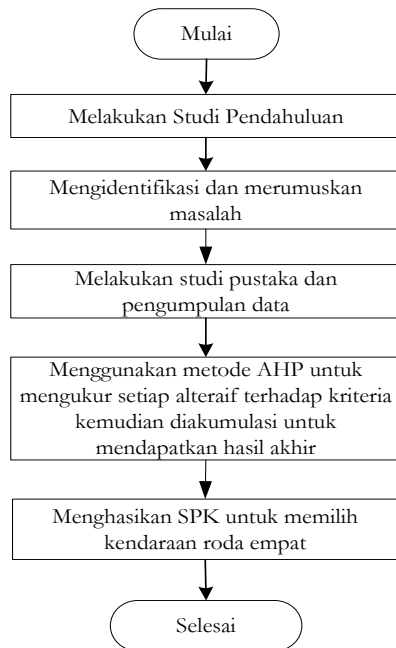 Mulai
Melakukan Studi Pendahuluan
Mengidentifikasi dan merumuskan
masalah
Melakukan studi pustaka dan
pengumpulan data
Menggunakan metode AHP untuk
mengukur setiap alteraif terhadap kriteria
kemudian diakumulasi untuk
mendapatkan hasil akhir
Menghasikan SPK untuk memilih
kendaraan roda empat
Selesai